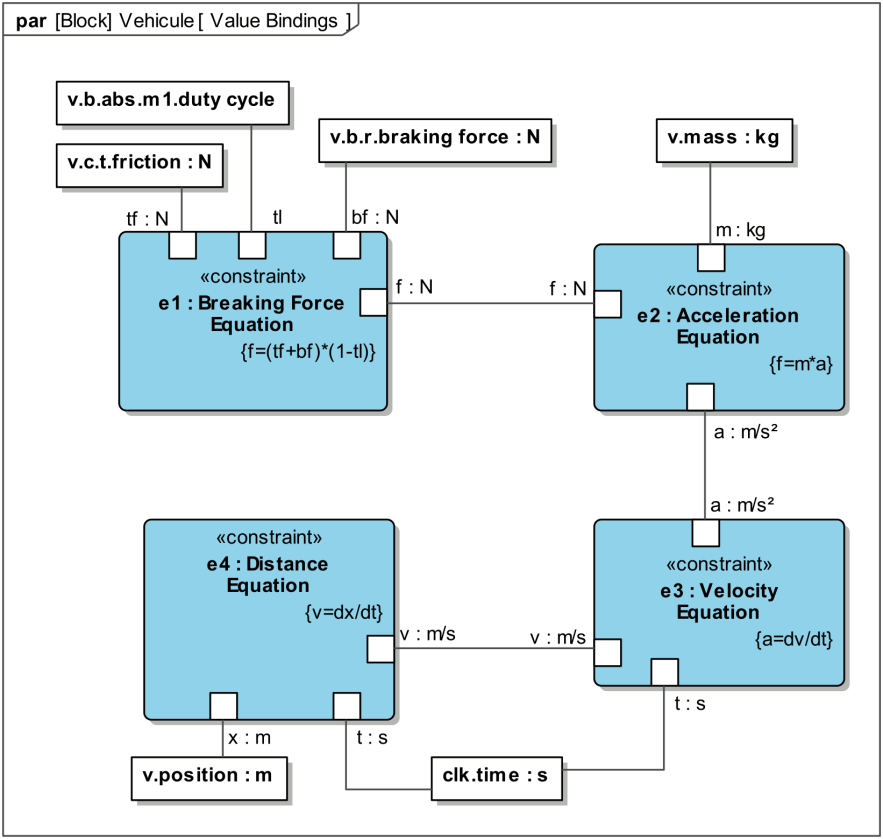 par [Block] Vehicule [ Value Bindings ]
v.b.abs.m1.duty cycle
v.c.t.friction : N
v.b.r.braking force : N
v.mass : kg
tf : N
tl
bf : N
m : kg
«constraint»
e1 : Breaking Force
Equation
{f=(tf+bf)*(1-tl)}
f : N
f : N
«constraint»
e2 : Acceleration
Equation
{f=m*a}
a : m/s²
a : m/s²
«constraint»
e4 : Distance
Equation
{v=dx/dt}
v : m/s
v : m/s
«constraint»
e3 : Velocity
Equation
{a=dv/dt}
t : s
x : m
t : s
v.position : m
clk.time : s